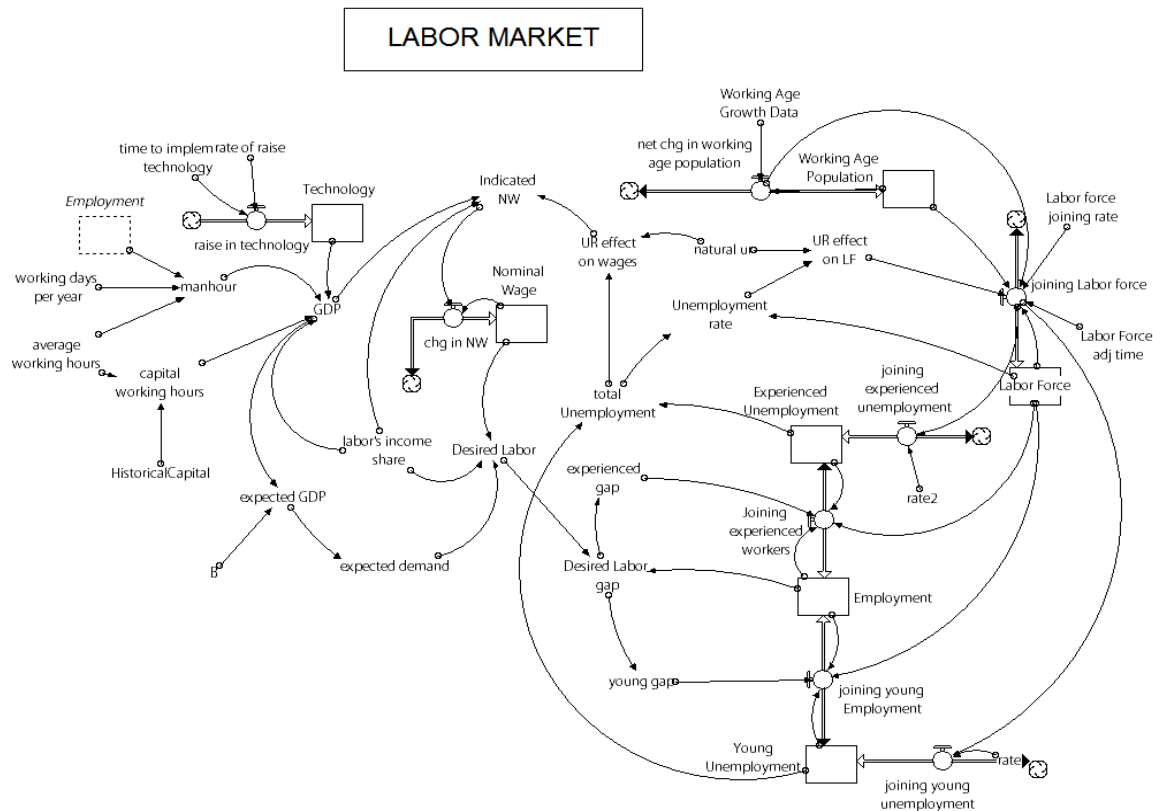 LABOR MARKET
Working Age
Growth Data
net chg in working
age population
Working Age
Population
time to implem
rate of raise
technology
Technology
Employment
raise in technology
Indicated
NW
Labor force
joining rate
UR effect
on wages
natural ur
UR effect
on LF
working days
per year
manhour
GDP
Nominal
Wage
joining Labor force
Unemployment
rate
chg in NW
average
working hours
capital
working hours
Labor Force
adj time
total
Unemployment
Experienced
Unemployment
joining
experienced
unemployment
Labor Force
labor's income
share
Desired Labor
HistoricalCapital
experienced
gap
expected GDP
rate2
Joining
experienced
workers
B
expected demand
Desired Labor
gap
Employment
young gap
joining young
Employment
Young
Unemployment
rate
joining young
unemployment